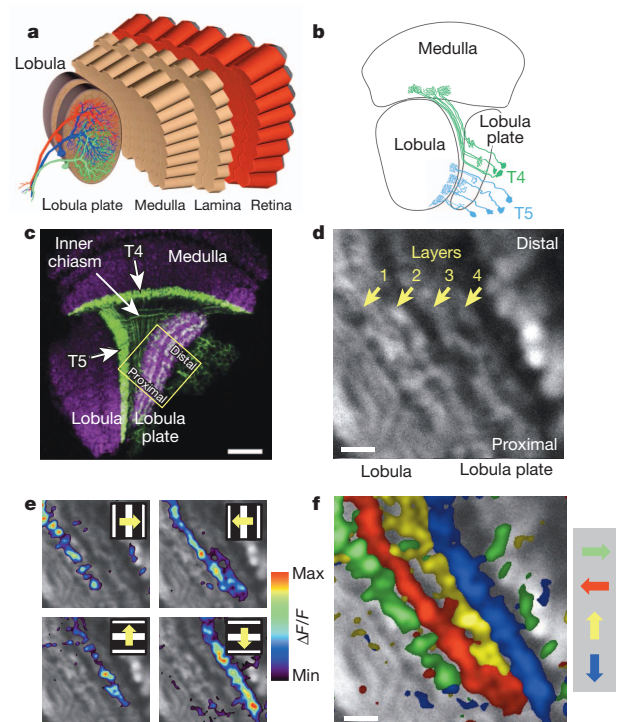 a
Lobula
Lobula plate
Medulla
Lamina
Retina
b
Medulla
Lobula
Lobula
plate
T4
T5
c
Inner
chiasm
T4
Medulla
T5
Distal
Proximal
Lobula
Lobula
plate
d
Distal
Layers
1 2 3 4
Proximal
Lobula
Lobula plate
e
Max
ΔF/F
Min
f